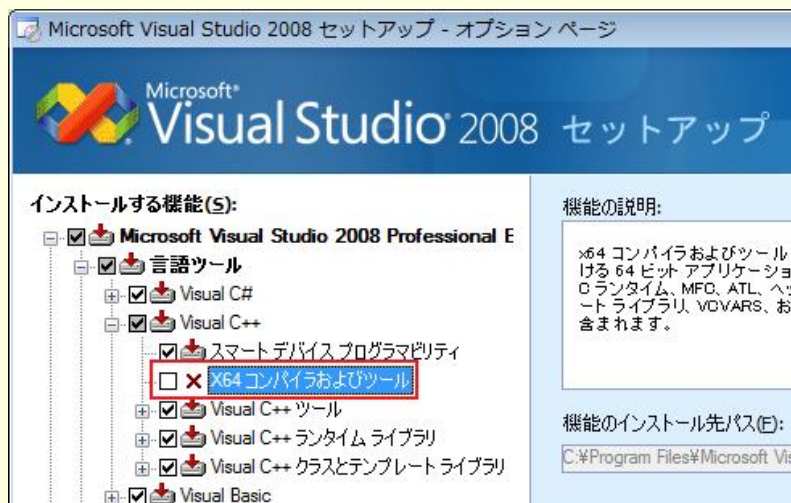 Microsoft Visual Studio 2008 セットアップ - オプション ページ
Microsoft®
Visual Studio® 2008 セットアップ
インストールする機能(S):
Microsoft Visual Studio 2008 Professional E
言語ツール
Visual C#
Visual C++
スマート デバイス プログラマビリティ
X64 コンパイラおよびツール
Visual C++ ツール
Visual C++ ランタイム ライブラリ
Visual C++ クラスとテンプレート ライブラリ
Visual Basic
機能の説明:
x64 コンパイラおよびツール
ける 64 ビット アプリケーショ
C ランタイム、MFC、ATL、ヘッ
ート ライブラリ、VCVARS、お
含まれます。
機能のインストール先パス(F):
C:¥Program Files¥Microsoft Vis